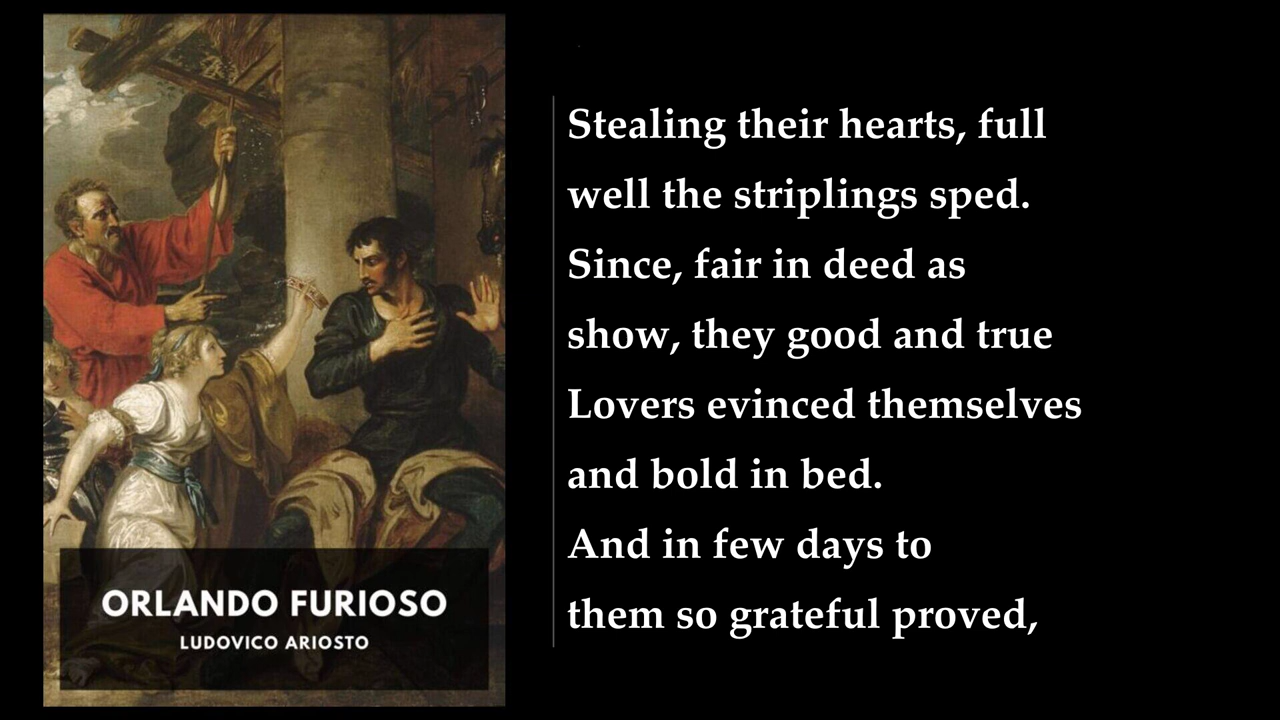 ORLANDO FURIOSO
LUDOVICO ARIOSTO
Stealing their hearts, full
well the striplings sped.
Since, fair in deed as
show, they good and true
Lovers evinced themselves
and bold in bed.
And in few days to
them so grateful proved,